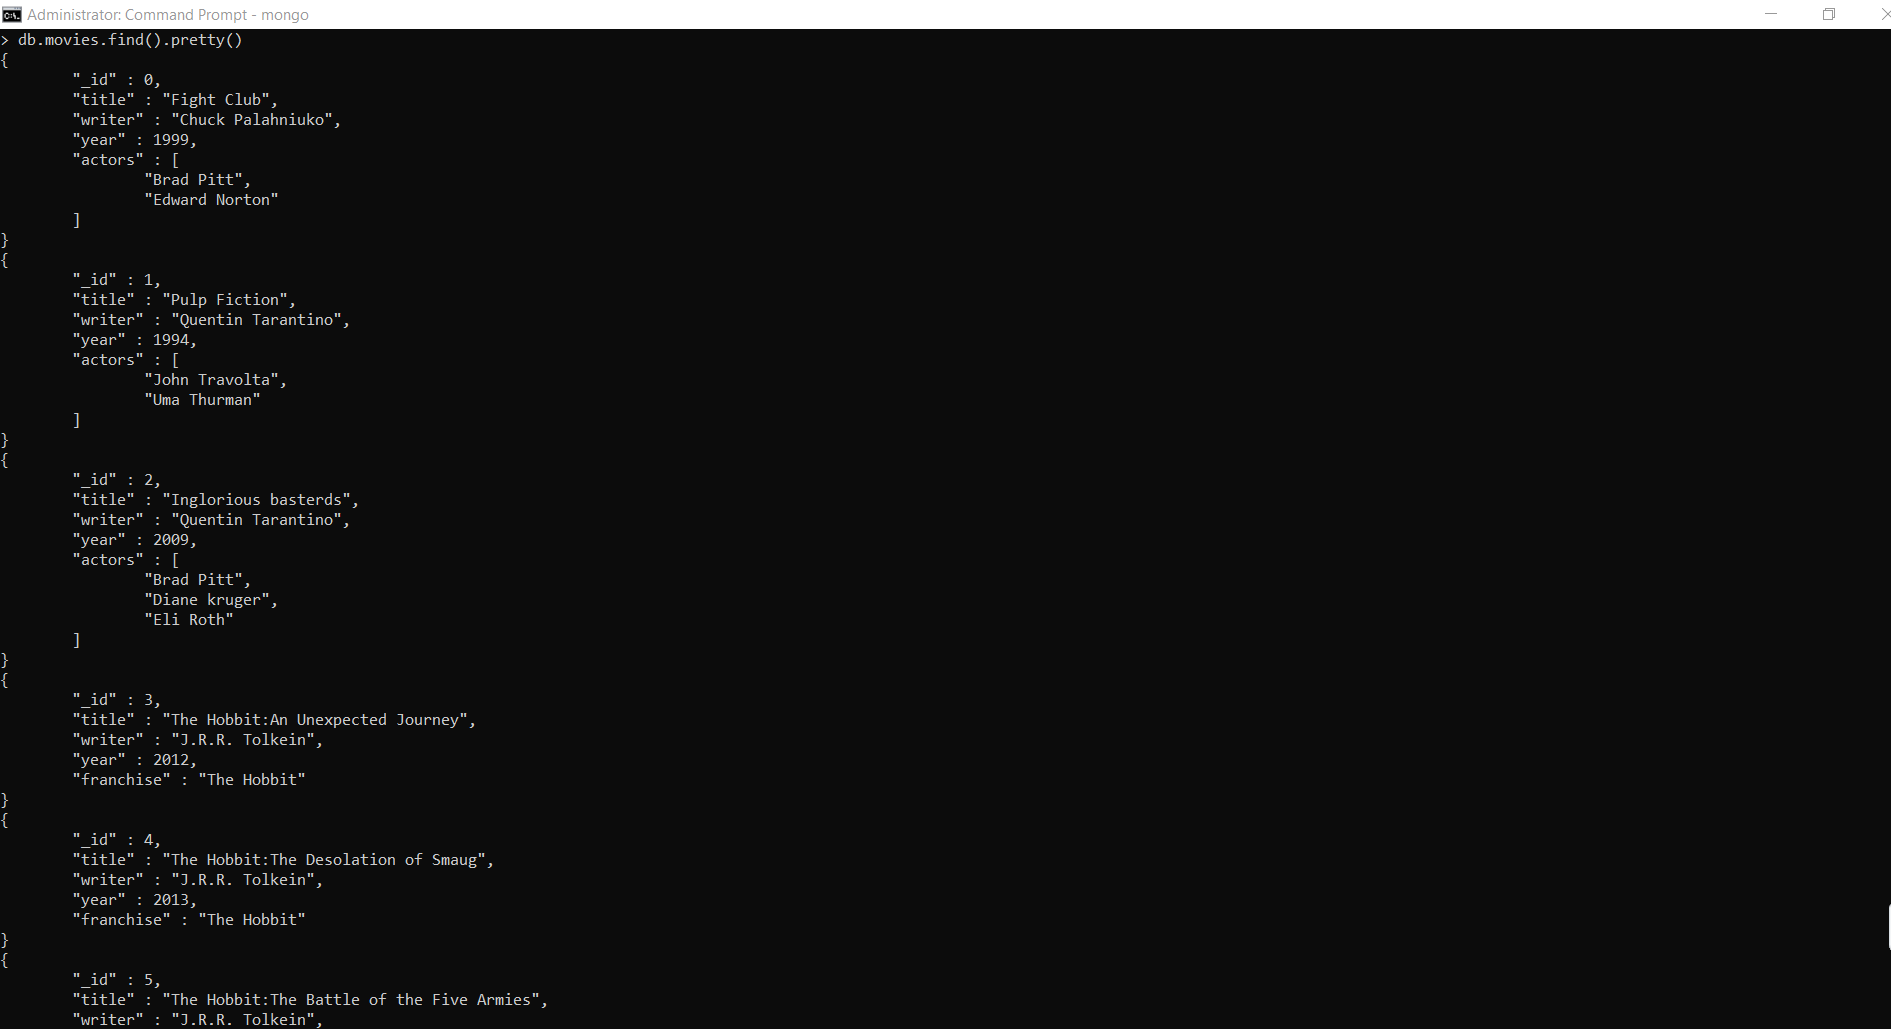 Administrator: Command Prompt - mongo
> db.movies.find().pretty()
{
        "_id" : 0,
        "title" : "Fight Club",
        "writer" : "Chuck Palahniuko",
        "year" : 1999,
        "actors" : [
                "Brad Pitt",
                "Edward Norton"
        ]
}
{
        "_id" : 1,
        "title" : "Pulp Fiction",
        "writer" : "Quentin Tarantino",
        "year" : 1994,
        "actors" : [
                "John Travolta",
                "Uma Thurman"
        ]
}
{
        "_id" : 2,
        "title" : "Inglorious basterds",
        "writer" : "Quentin Tarantino",
        "year" : 2009,
        "actors" : [
                "Brad Pitt",
                "Diane kruger",
                "Eli Roth"
        ]
}
{
        "_id" : 3,
        "title" : "The Hobbit:An Unexpected Journey",
        "writer" : "J.R.R. Tolkein",
        "year" : 2012,
        "franchise" : "The Hobbit"
}
{
        "_id" : 4,
        "title" : "The Hobbit:The Desolation of Smaug",
        "writer" : "J.R.R. Tolkein",
        "year" : 2013,
        "franchise" : "The Hobbit"
}
{
        "_id" : 5,
        "title" : "The Hobbit:The Battle of the Five Armies",
        "writer" : "J.R.R. Tolkein",